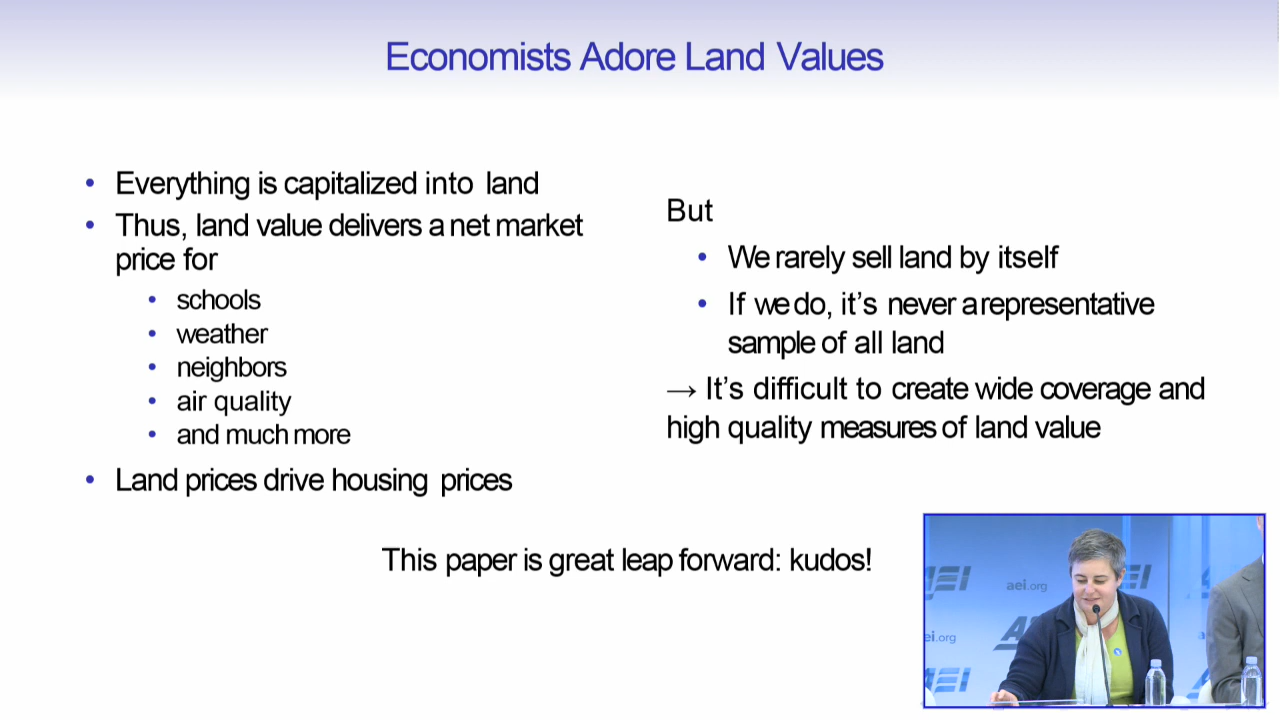 Economists Adore Land Values
Everything is capitalized into land
Thus, land value delivers a net market
price for
schools
weather
neighbors
air quality
and much more
Land prices drive housing prices
But
We rarely sell land by itself
If we do, it's never a representative
sample of all land
→ It's difficult to create wide coverage and
high quality measures of land value
This paper is great leap forward: kudos!
AEI
aei.org
ei.org
AEI